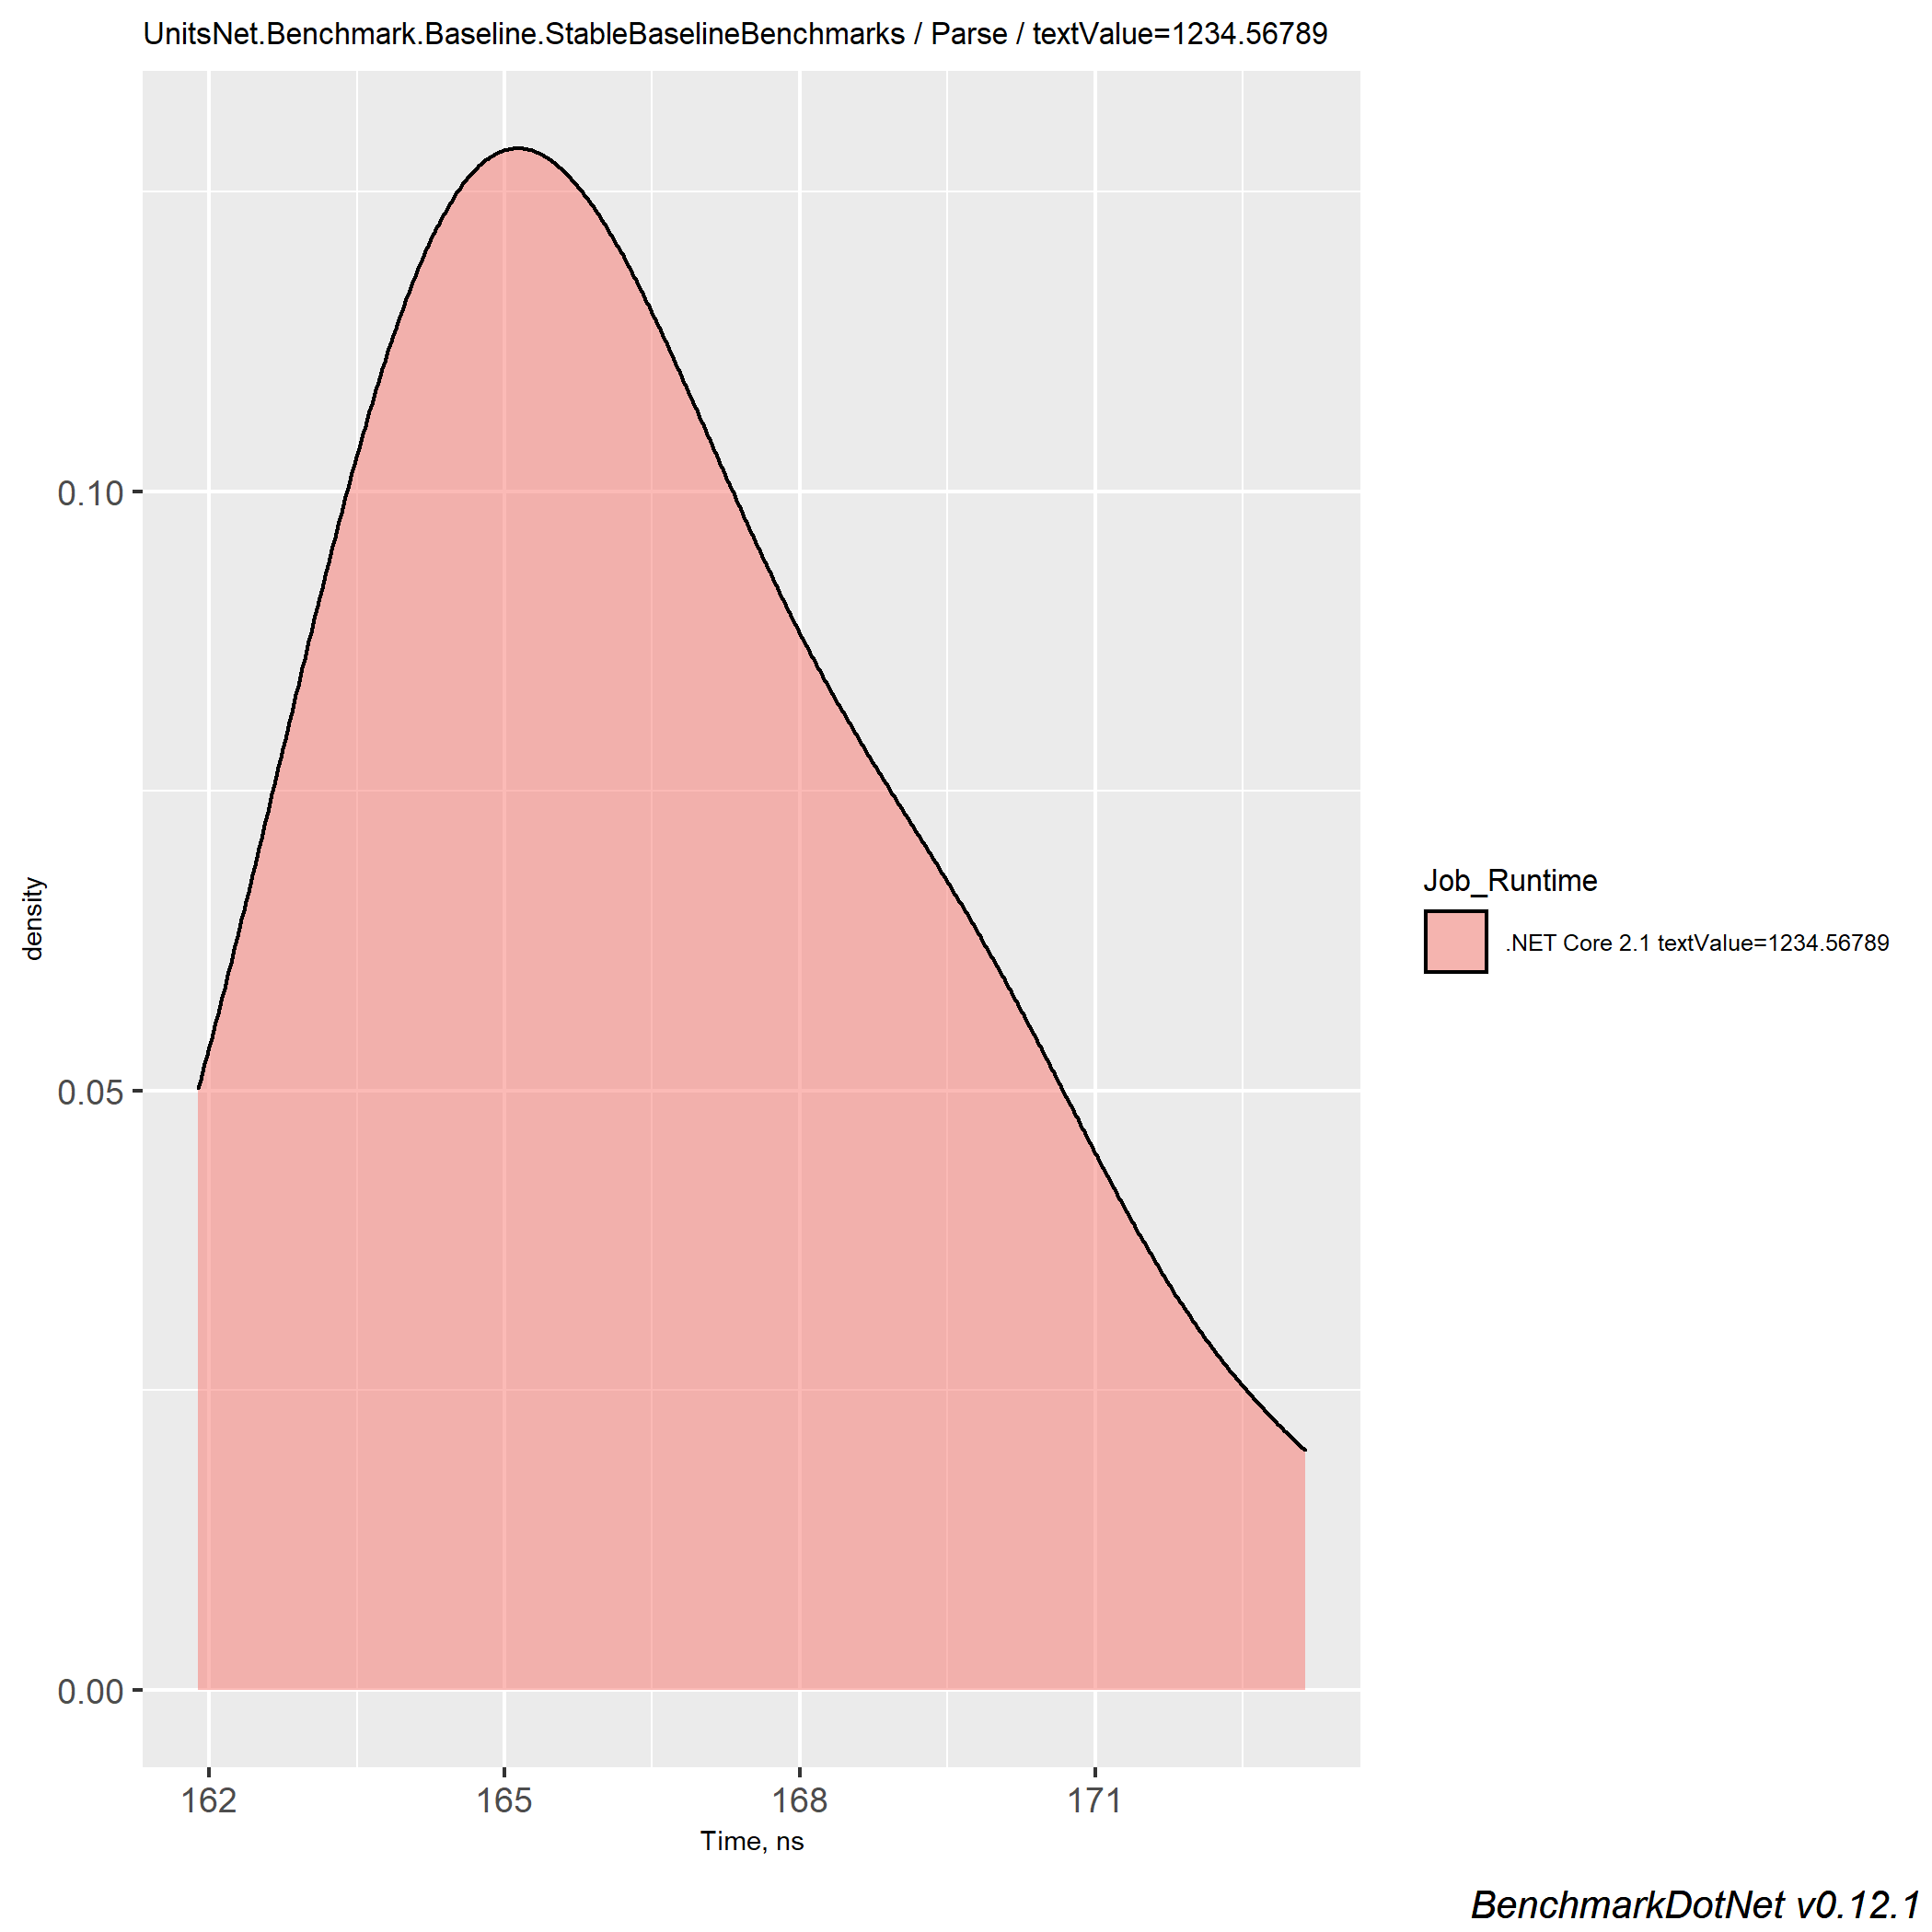 UnitsNet.Benchmark.Baseline.StableBaselineBenchmarks / Parse / textValue=1234.56789
density
0.10
0.05
0.00
162 165 168 171
Time, ns
Job_Runtime
.NET Core 2.1 textValue=1234.56789
BenchmarkDotNet v0.12.1